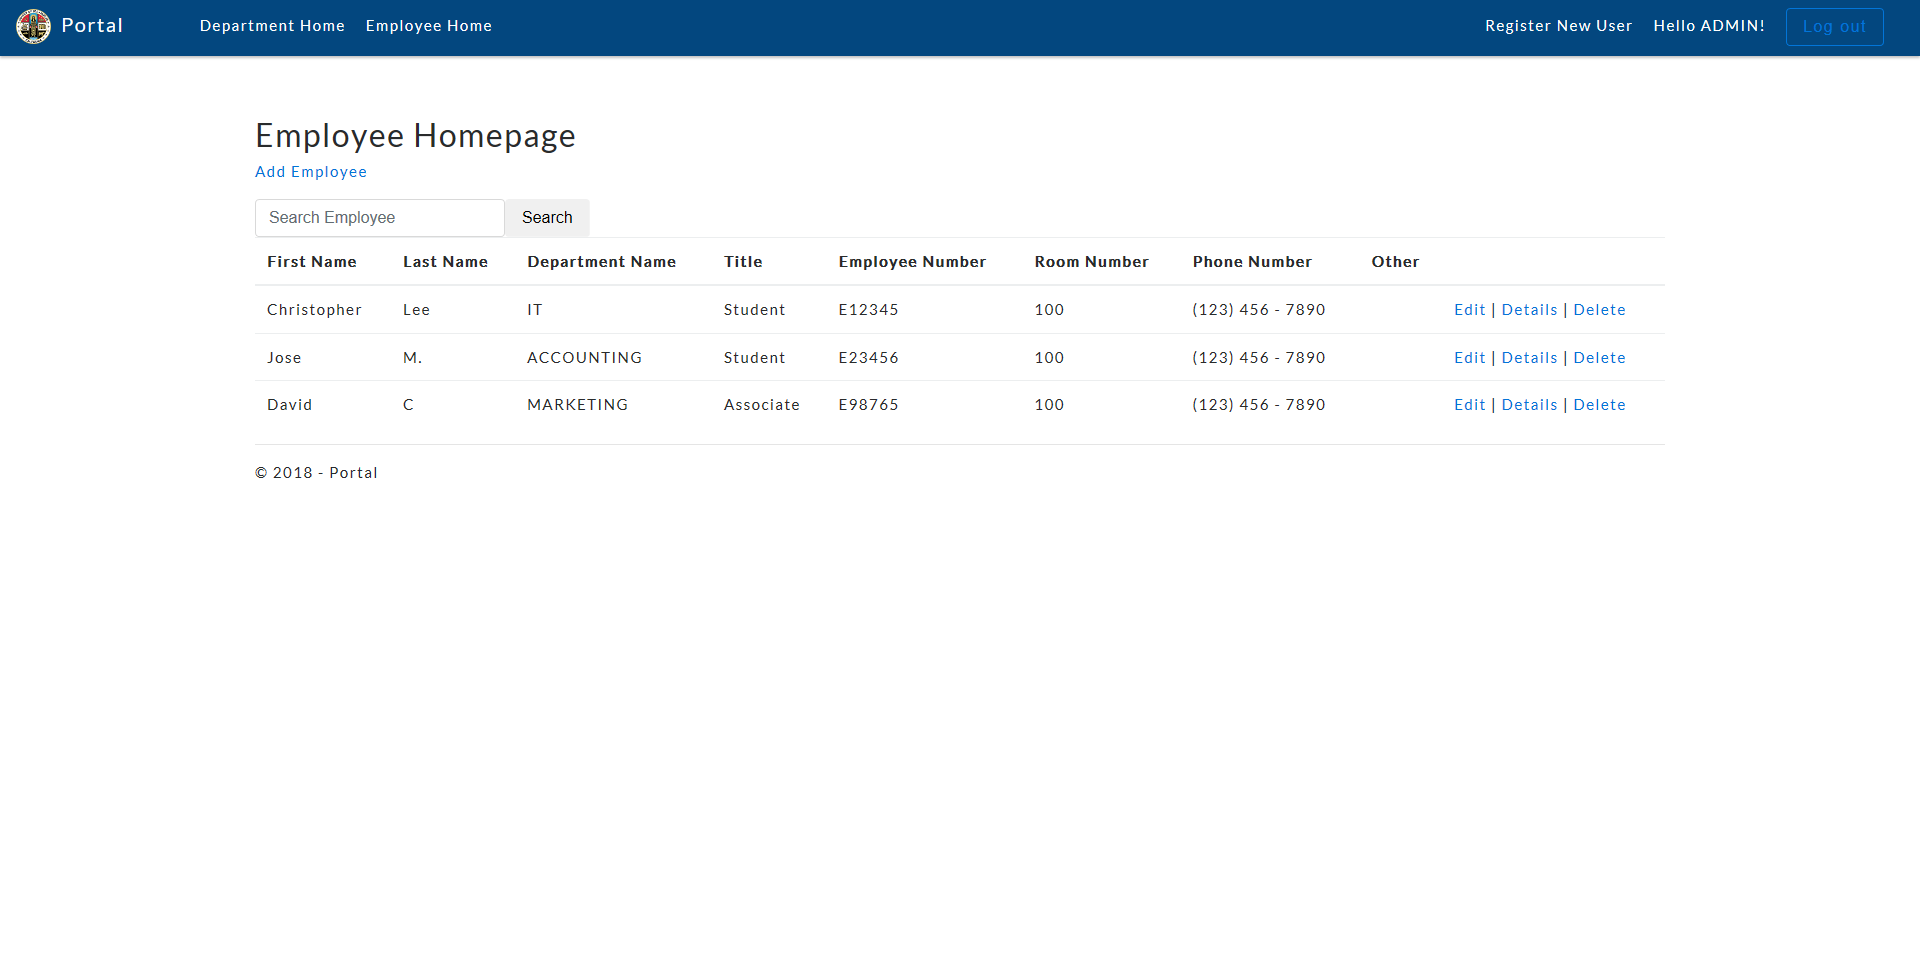 Portal Department Home Employee Home Register New User Hello ADMIN! Log out
Employee Homepage
Add Employee
Search Employee Search
First Name Last Name Department Name Title Employee Number Room Number Phone Number Other
Christopher Lee IT Student E12345 100 (123) 456 - 7890 Edit | Details | Delete
Jose M. ACCOUNTING Student E23456 100 (123) 456 - 7890 Edit | Details | Delete
David C MARKETING Associate E98765 100 (123) 456 - 7890 Edit | Details | Delete
© 2018 - Portal